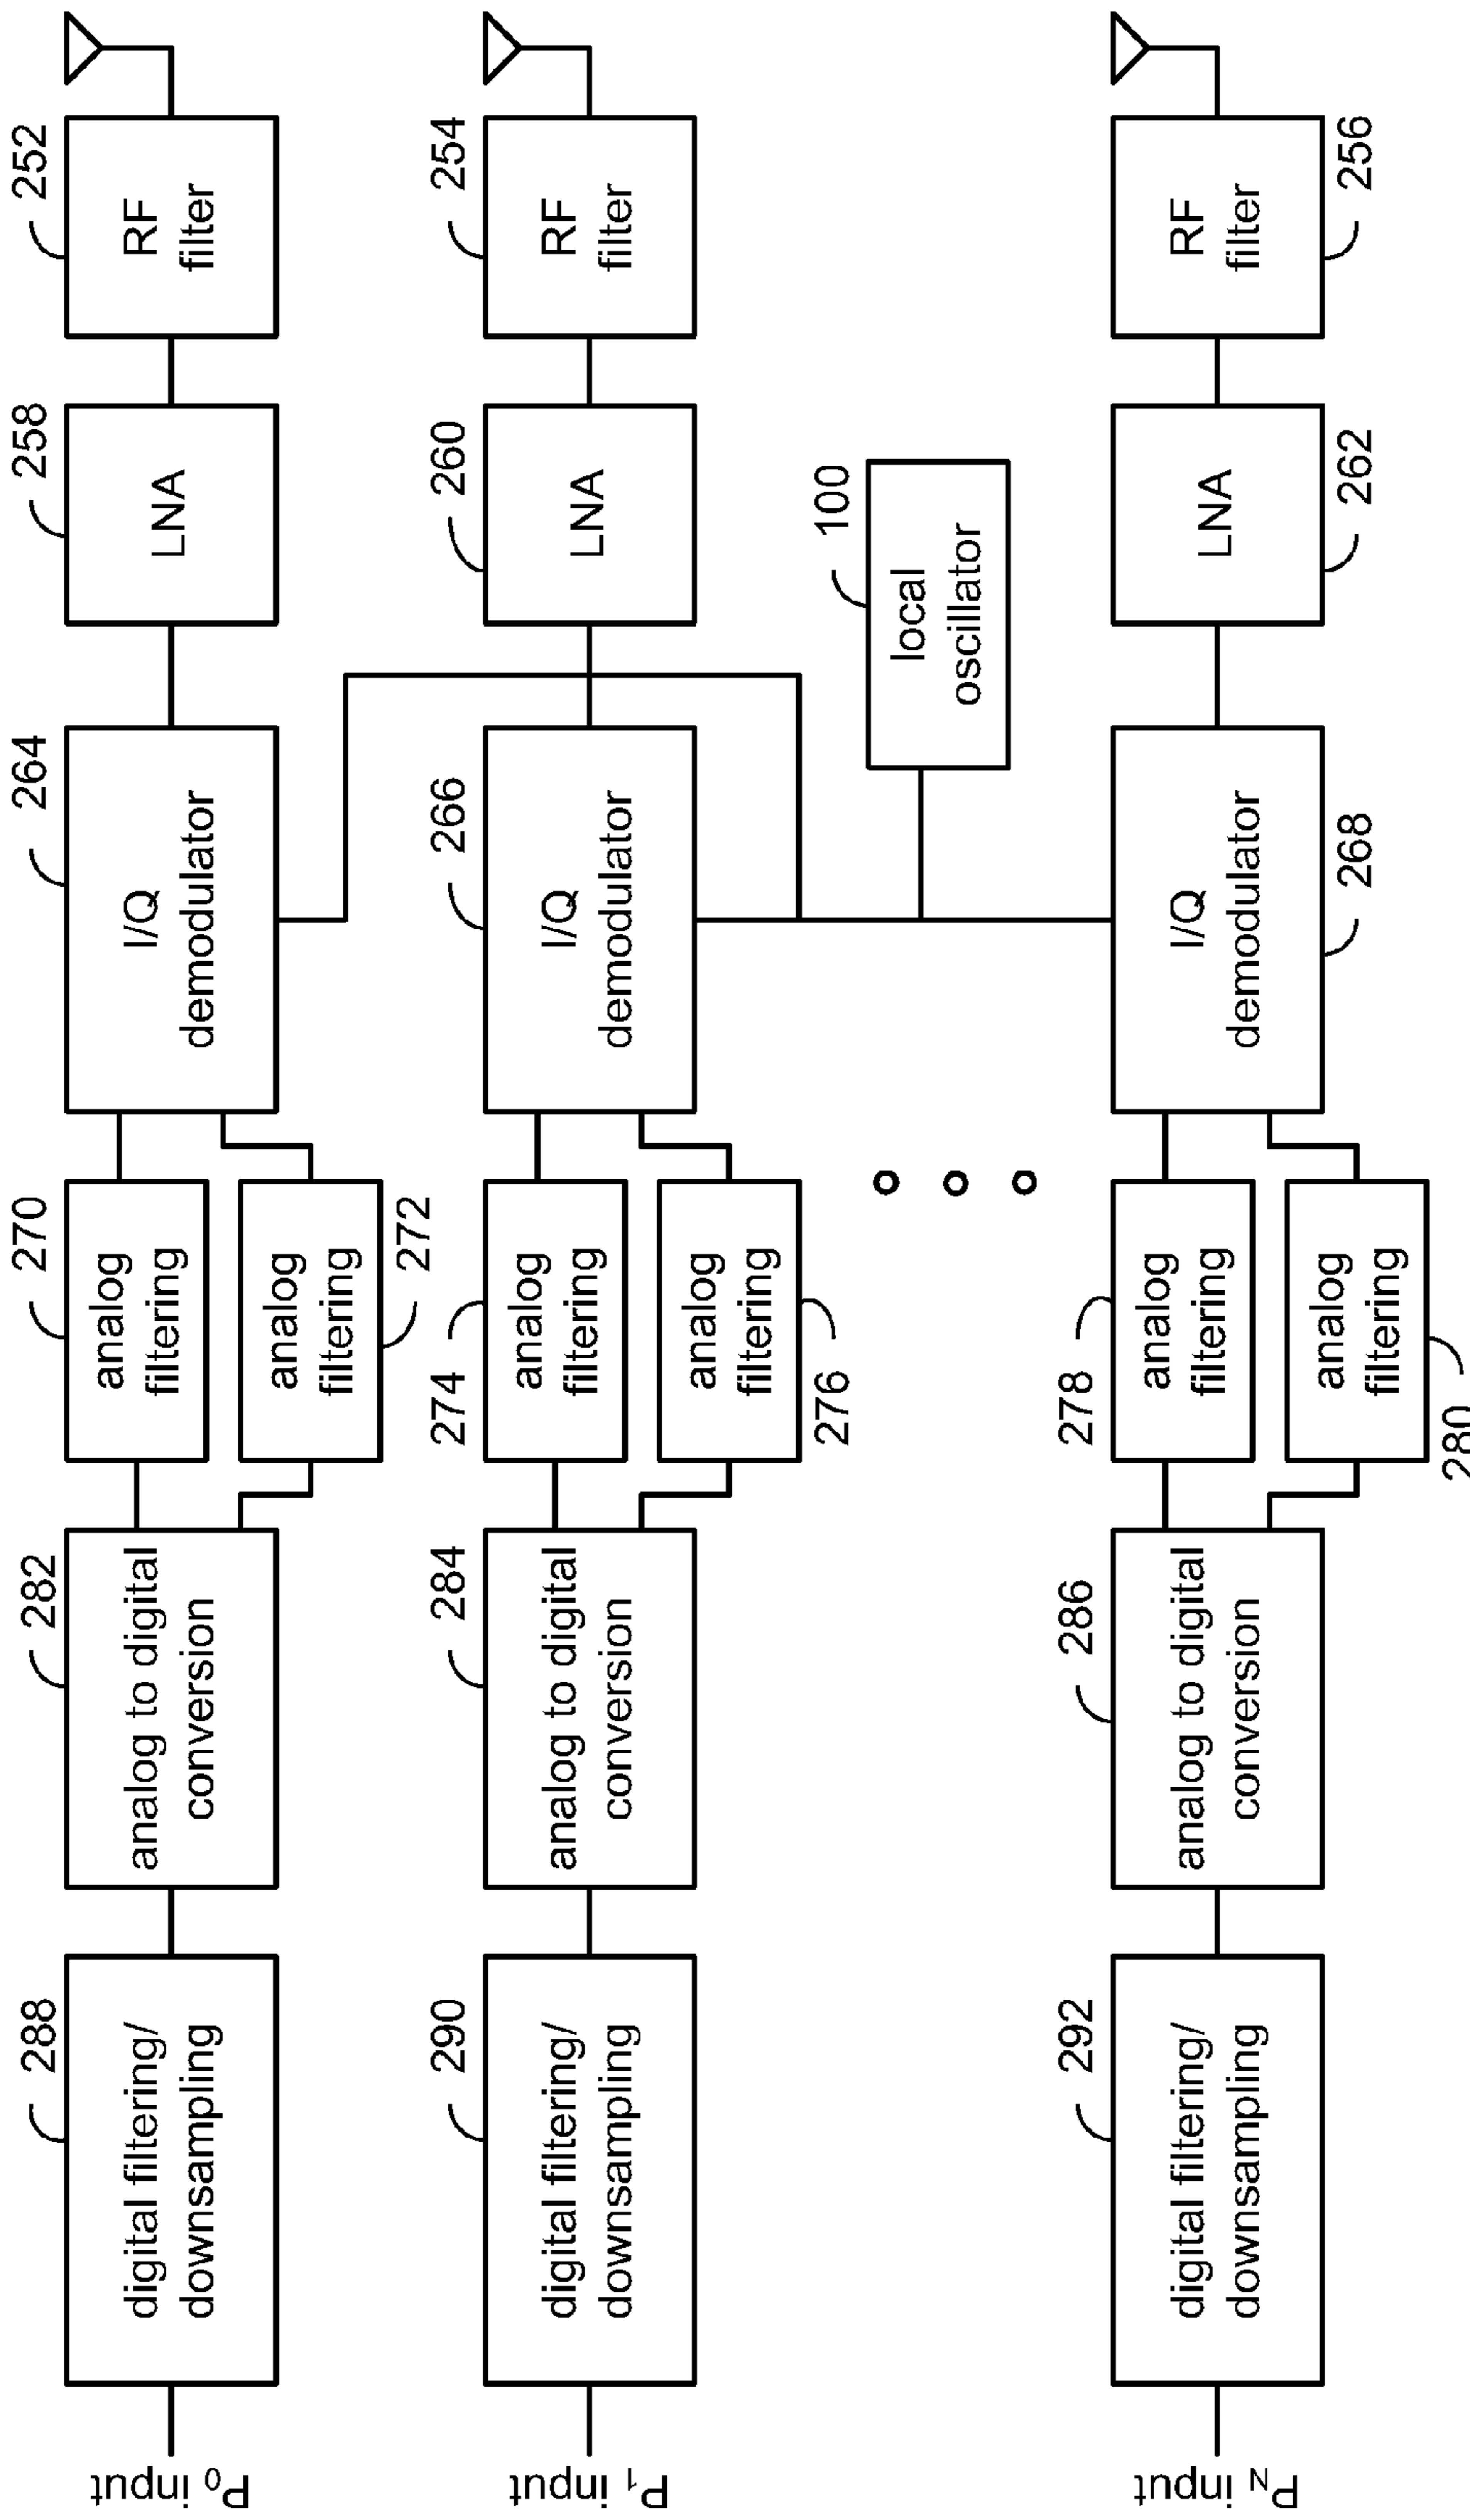 P0 input
288
digital filtering/
downsampling
282
analog to digital
conversion
270
analog
filtering
analog
filtering
272
264
I/Q
demodulator
258
LNA
252
RF
filter
P1 input
290
digital filtering/
downsampling
284
analog to digital
conversion
274
analog
filtering
analog
filtering
276
266
I/Q
demodulator
260
LNA
254
RF
filter
100
local
oscillator
PN input
292
digital filtering/
downsampling
286
analog to digital
conversion
278
analog
filtering
analog
filtering
280
I/Q
demodulator
268
LNA
262
RF
filter
256